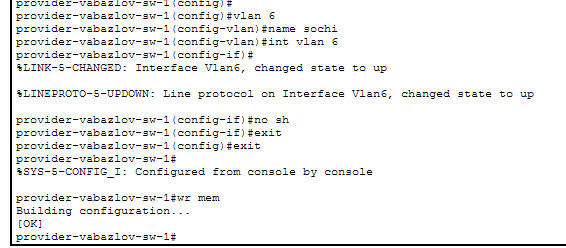 provider-vabazlov-sw-1(config)#
provider-vabazlov-sw-1(config)#vlan 6
provider-vabazlov-sw-1(config-vlan)#name sochi
provider-vabazlov-sw-1(config-vlan)#int vlan 6
provider-vabazlov-sw-1(config-if)#
%LINK-5-CHANGED: Interface Vlan6, changed state to up
%LINEPROTO-5-UPDOWN: Line protocol on Interface Vlan6, changed state to up
provider-vabazlov-sw-1(config-if)#no sh
provider-vabazlov-sw-1(config-if)#exit
provider-vabazlov-sw-1(config)#exit
provider-vabazlov-sw-1#
%SYS-5-CONFIG_I: Configured from console by console
provider-vabazlov-sw-1#wr mem
Building configuration...
[OK]
provider-vabazlov-sw-1#